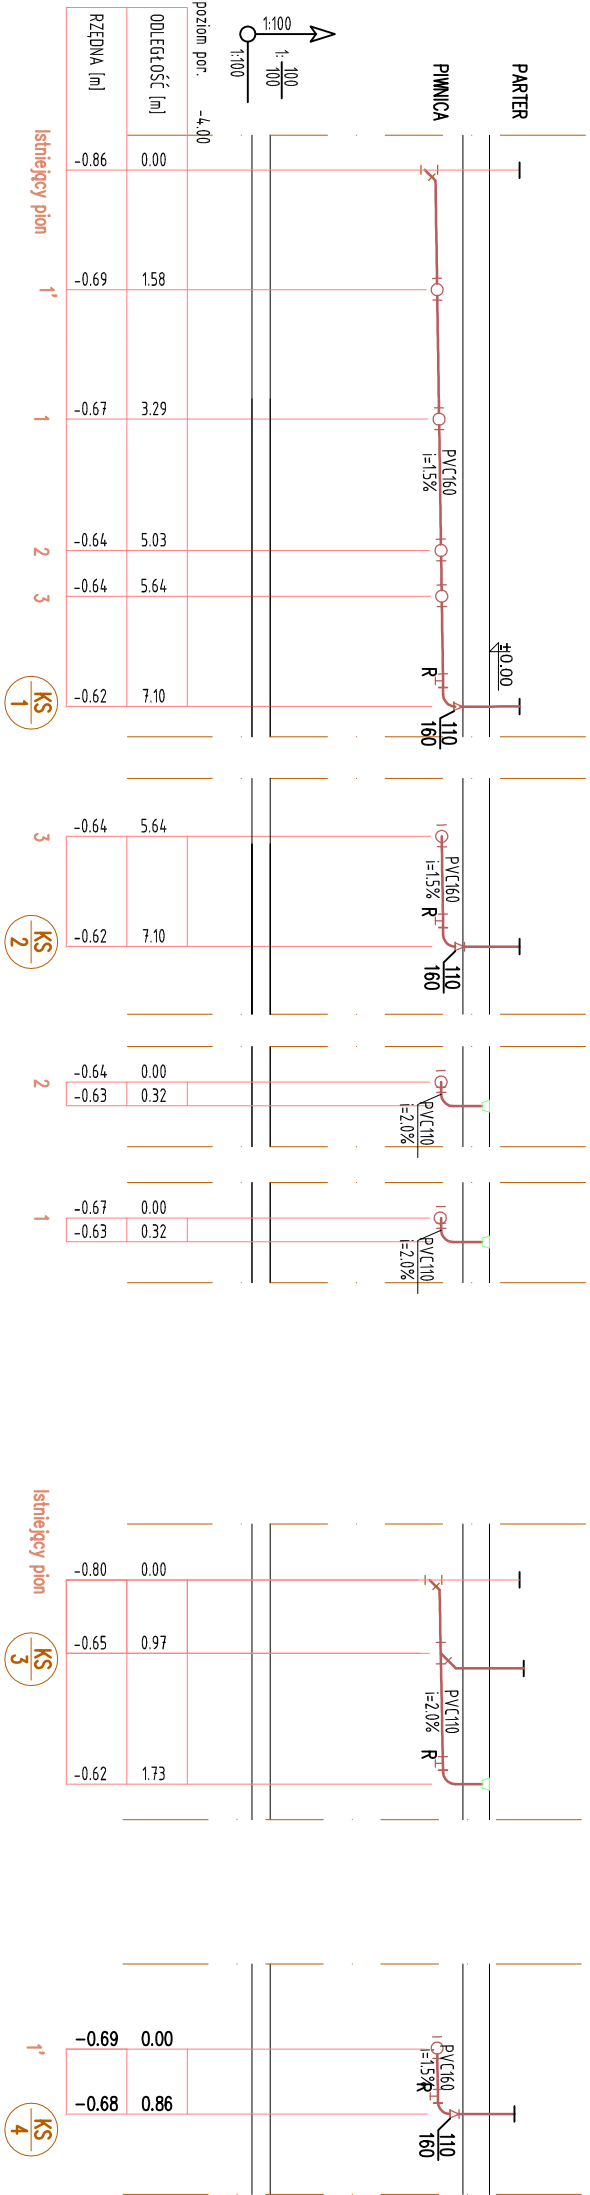 PARTER
PIWNICA
1:100
1:100
1: 100
100
poziom por. -4.00
ODLEGŁOŚĆ [m]
RZĘDNA [m]
0.00
-0.86
Istniejący pion
1.58
-0.69
1'
3.29
-0.67
1
PVC160
i=1.5%
5.03
-0.64
2
5.64
-0.64
3
±0.00
R
7.10
-0.62
110
160
KS
1
5.64
-0.64
3
PVC160
i=1.5%
R
7.10
-0.62
110
160
KS
2
0.00
-0.64
2
0.32
-0.63
PVC110
i=2.0%
0.00
-0.67
1
0.32
-0.63
PVC110
i=2.0%
Istniejący pion
0.00
-0.80
0.97
-0.65
KS
3
PVC110
i=2.0%
R
1.73
-0.62
0.00
-0.69
1'
PVC160
i=1.5%
R
0.86
-0.68
110
160
KS
4